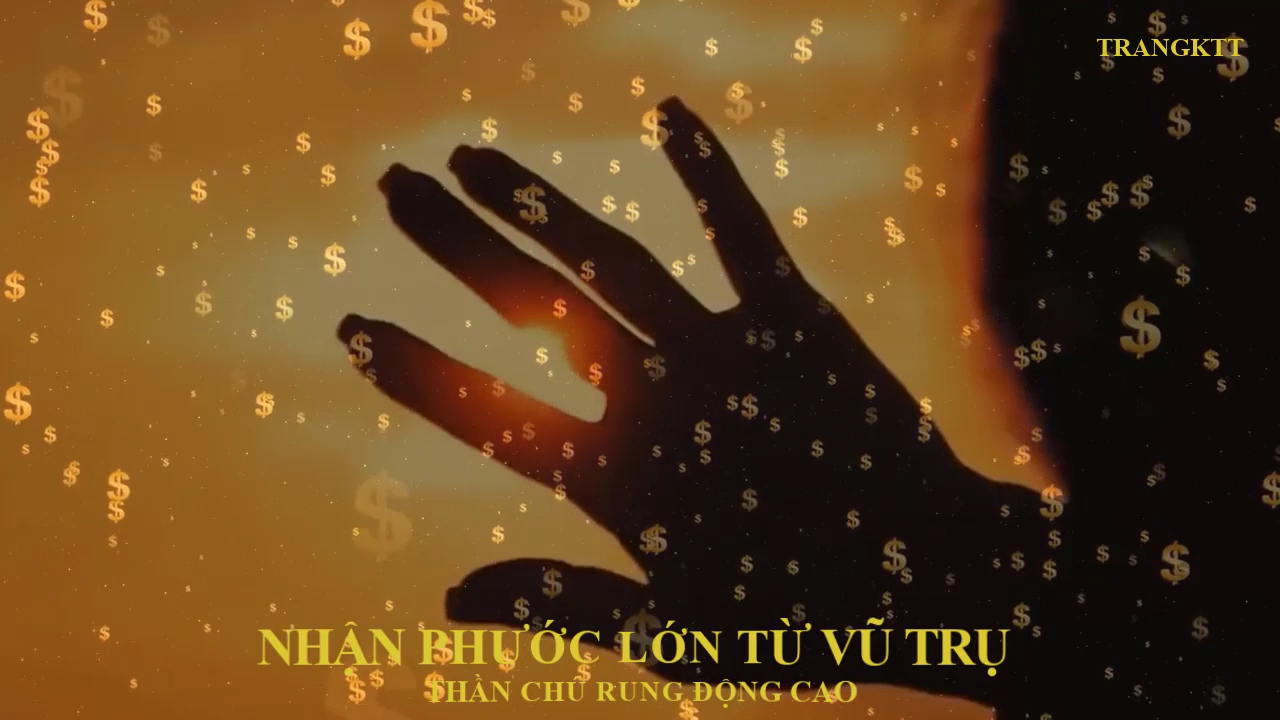 TRANGKTT
NHẬN PHƯỚC LỚN TỪ VŨ TRỤ
THẦN CHÚ RUNG ĐỘNG CAO